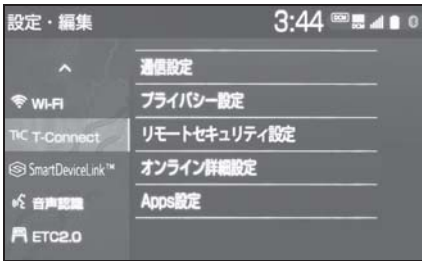 設定・編集
3:44
DCM
通信設定
Wi-Fi
プライバシー設定
TKC T-Connect
リモートセキュリティ設定
SmartDeviceLink™
オンライン詳細設定
音声認識
Apps設定
ETC2.0